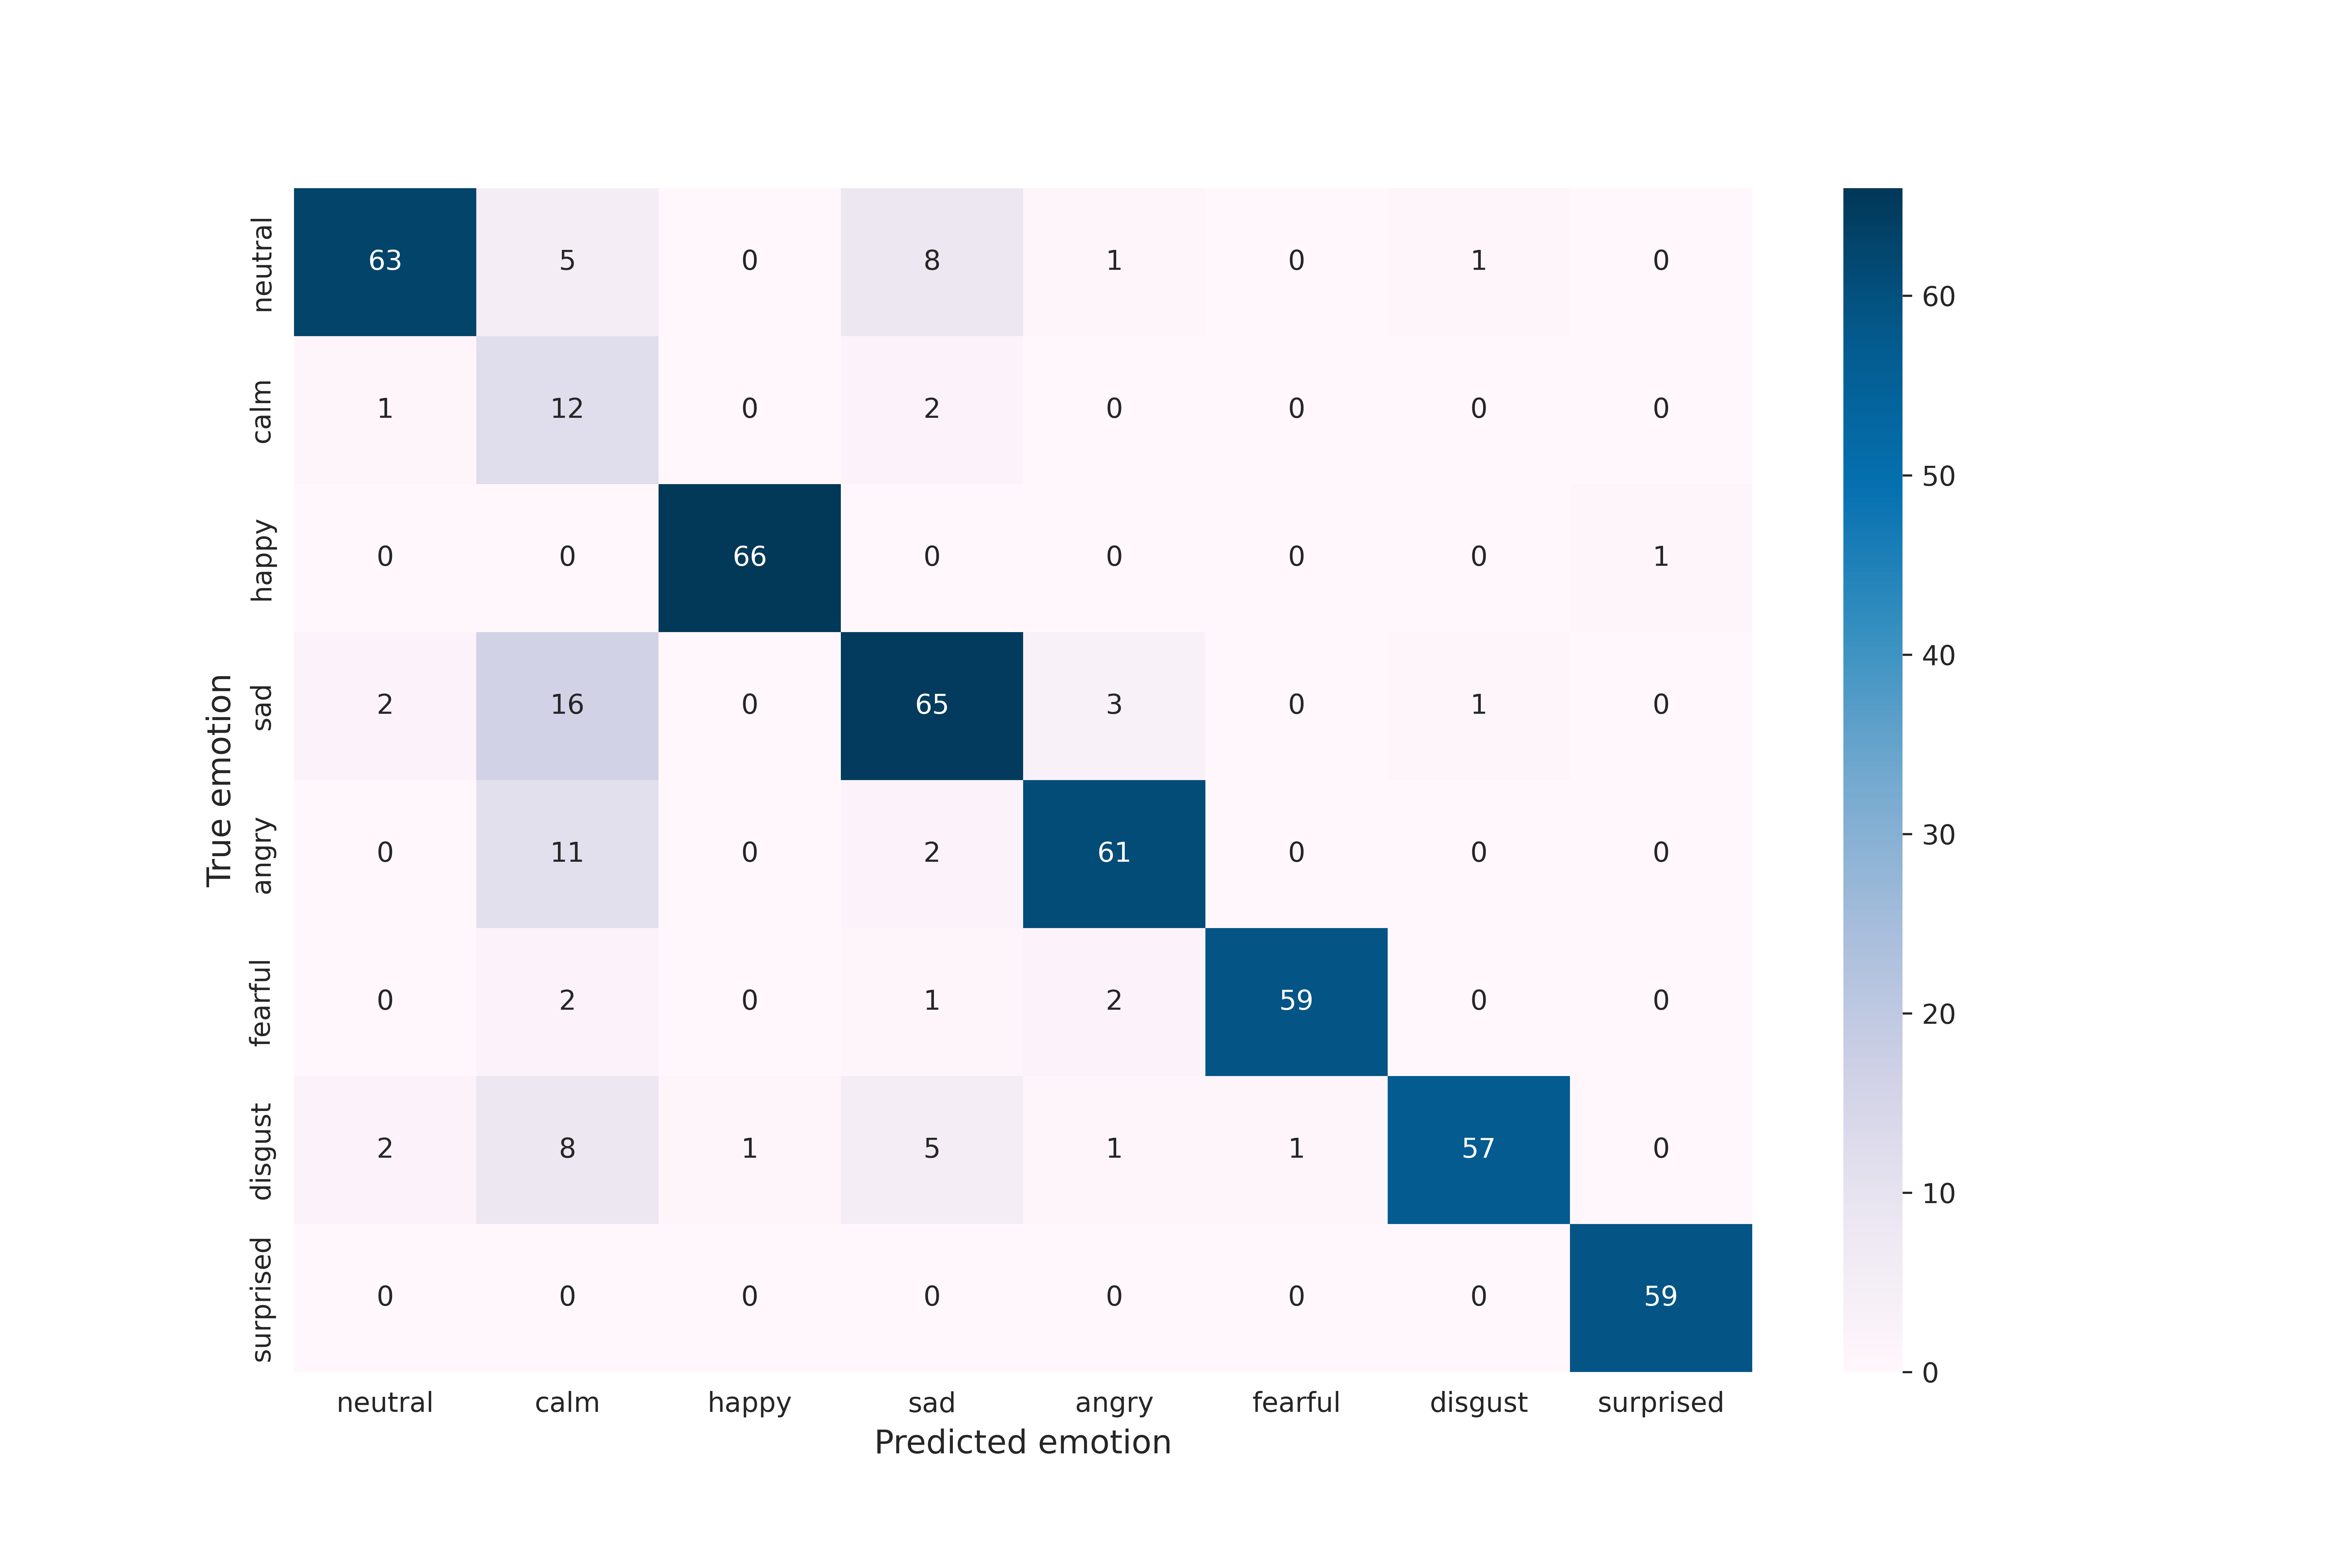 neutral 63 5 0 8 1 0 1 0
calm 1 12 0 2 0 0 0 0
happy 0 0 66 0 0 0 0 1
sad 2 16 0 65 3 0 1 0
angry 0 11 0 2 61 0 0 0
fearful 0 2 0 1 2 59 0 0
disgust 2 8 1 5 1 1 57 0
surprised 0 0 0 0 0 0 0 59
neutral calm happy sad angry fearful disgust surprised
Predicted emotion
True emotion
60
50
40
30
20
10
0